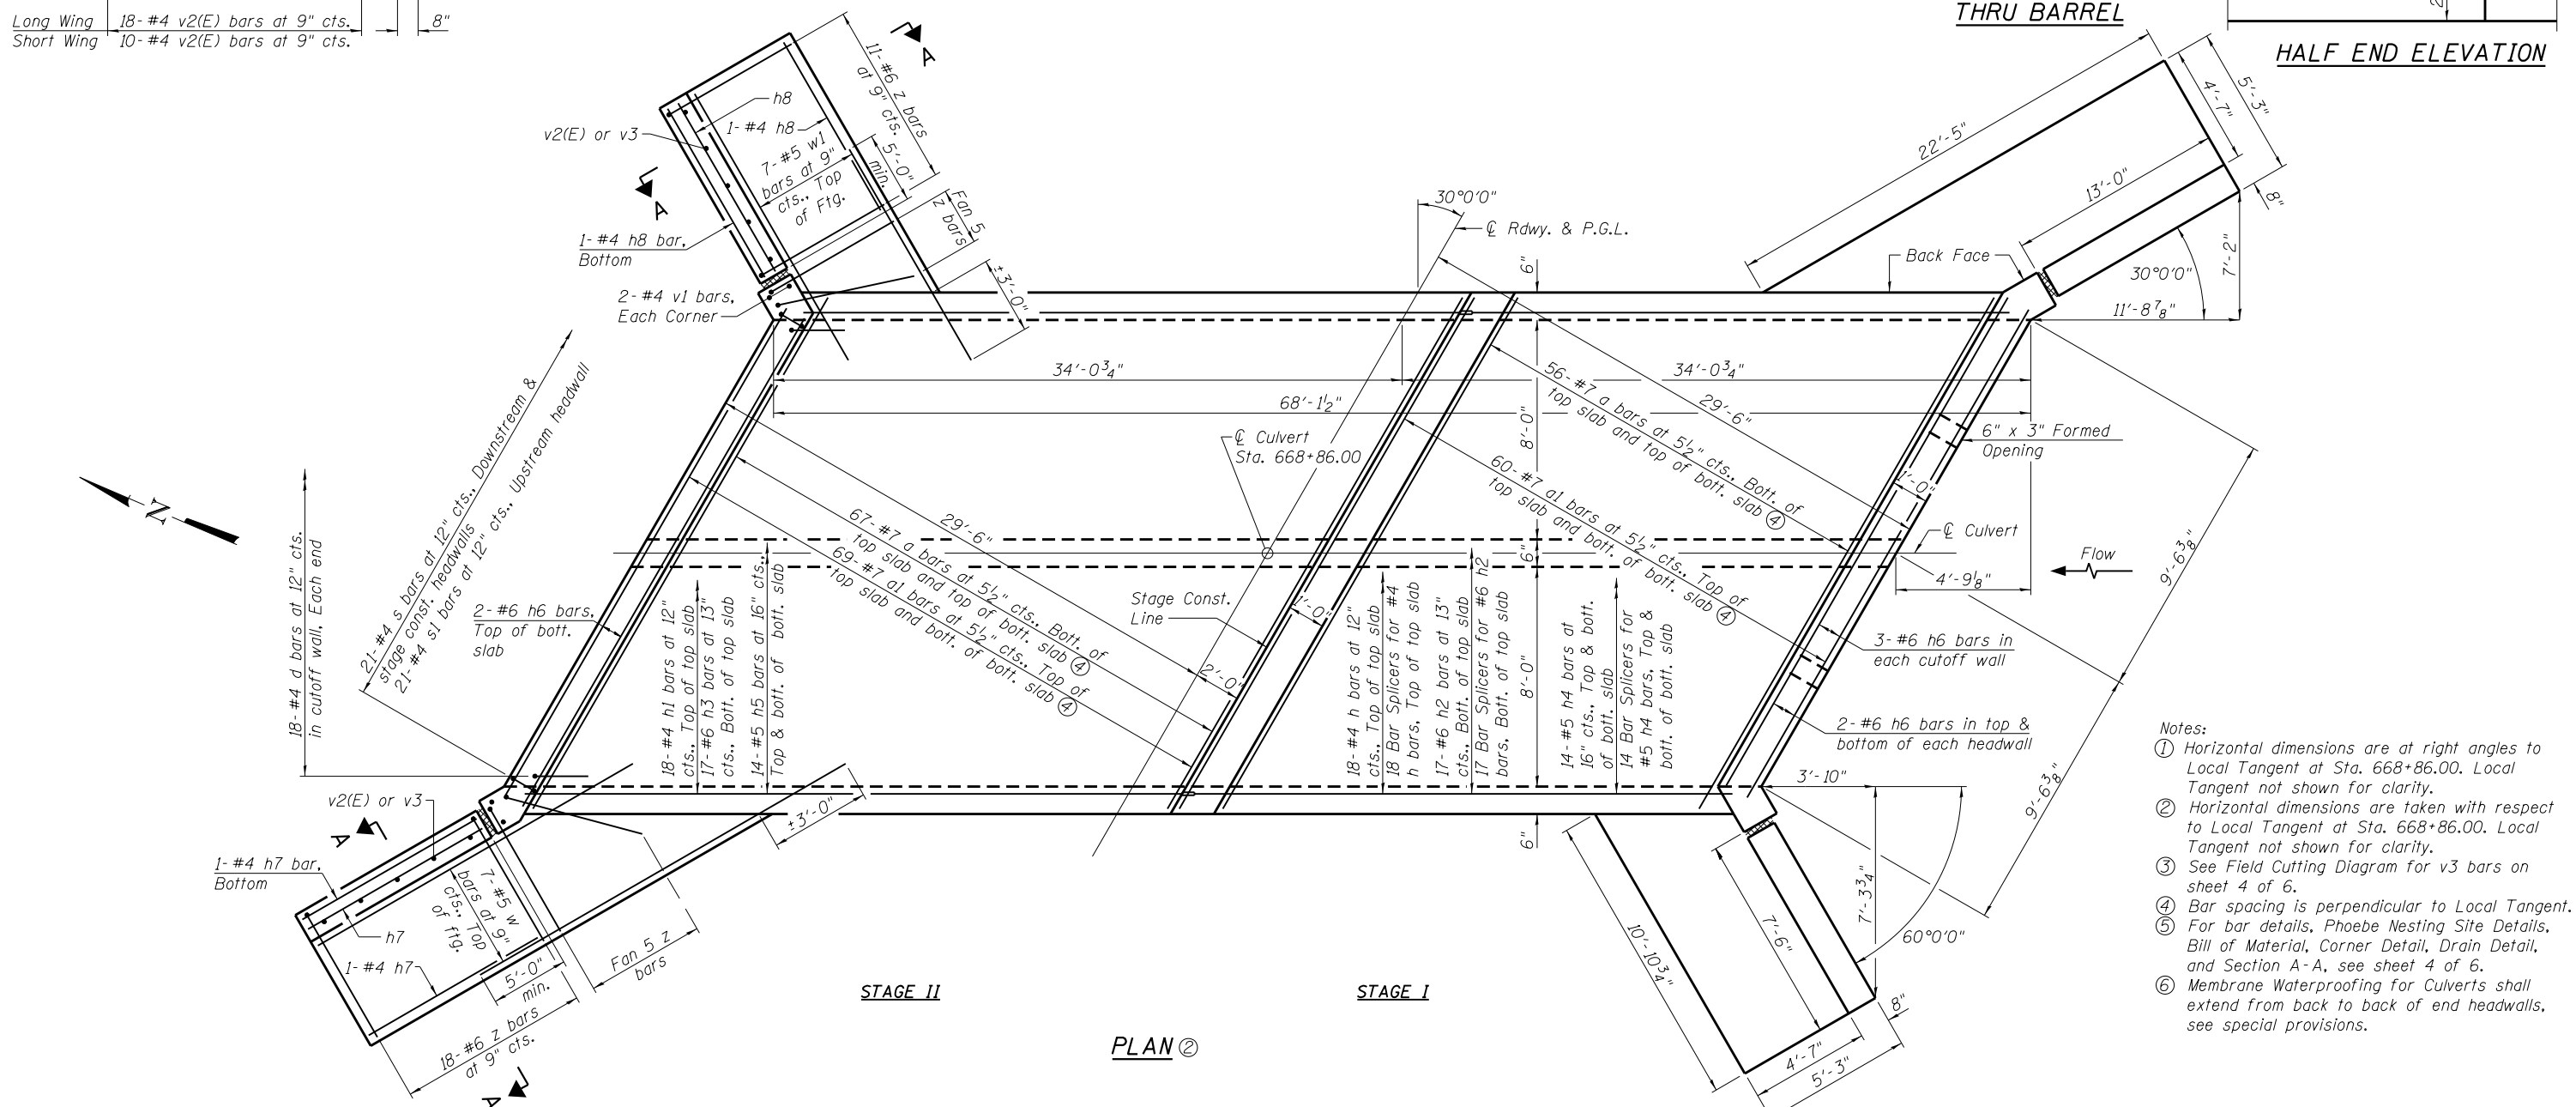 Long Wing 18-#4 v2(E) bars at 9" cts. 8"
Short Wing 10-#4 v2(E) bars at 9" cts.
THRU BARREL
HALF END ELEVATION
A
A
11-#6 z bars
at 9" cts.
h8
1-#4 h8
v2(E) or v3
7-#5 w1
bars at 9"
cts., Top
of Ftg.
5'-0"
min.
Fan 5
z bars
±3'-0"
1-#4 h8 bar,
Bottom
2-#4 v1 bars,
Each Corner
30°0'0"
℄ Rdwy. & P.G.L.
6"
22'-5"
5'-3"
4'-7"
13'-0"
8"
Back Face
30°0'0"
7'-2"
11'-8⅞"
34'-0¾"
34'-0¾"
68'-1½"
8'-0"
29'-6"
56-#7 a bars at 5½" cts., Bott. of
top slab and top of bott. slab ④
60-#7 a1 bars at 5½" cts., Top of
top slab and bott. of bott. slab ④
℄ Culvert
Sta. 668+86.00
6" x 3" Formed
Opening
1'-0"
℄ Culvert
Flow
4'-9⅛"
9'-6⅜"
9'-6⅜"
N
18-#4 d bars at 12" cts.
in cutoff wall, Each end
21-#4 s bars at 12" cts., Downstream &
stage const. headwalls
21-#4 s1 bars at 12" cts., Upstream headwall
2-#6 h6 bars,
Top of bott.
slab
29'-6"
67-#7 a bars at 5½" cts., Bott. of
top slab and top of bott. slab ④
69-#7 a1 bars at 5½" cts., Top of
top slab and bott. of bott. slab ④
2'-0"
18-#4 h1 bars at 12"
cts., Top of top slab
17-#6 h3 bars at 13"
cts., Bott. of top slab
14-#5 h5 bars at 16" cts.,
Top & bott. of bott. slab
Stage Const.
Line
1'-0"
6"
8'-0"
18-#4 h bars at 12"
cts., Top of top slab
18 Bar Splicers for #4
h bars, Top of top slab
17-#6 h2 bars at 13"
cts., Bott. of top slab
17 Bar Splicers for #6 h2
bars, Bott. of top slab
14-#5 h4 bars at
16" cts., Top & bott.
of bott. slab
14 Bar Splicers for
#5 h4 bars, Top &
bott. of bott. slab
3-#6 h6 bars in
each cutoff wall
2-#6 h6 bars in top &
bottom of each headwall
3'-10"
7'-3¾"
60°0'0"
6"
10'-10¾"
7'-6"
8"
4'-7"
5'-3"
v2(E) or v3
A
1-#4 h7 bar,
Bottom
h7
1-#4 h7
7-#5 w
bars at 9"
cts., Top
of ftg.
5'-0"
min.
Fan 5 z
bars
±3'-0"
18-#6 z bars
at 9" cts.
A
STAGE II
STAGE I
PLAN ②
Notes:
① Horizontal dimensions are at right angles to
Local Tangent at Sta. 668+86.00. Local
Tangent not shown for clarity.
② Horizontal dimensions are taken with respect
to Local Tangent at Sta. 668+86.00. Local
Tangent not shown for clarity.
③ See Field Cutting Diagram for v3 bars on
sheet 4 of 6.
④ Bar spacing is perpendicular to Local Tangent.
⑤ For bar details, Phoebe Nesting Site Details,
Bill of Material, Corner Detail, Drain Detail,
and Section A-A, see sheet 4 of 6.
⑥ Membrane Waterproofing for Culverts shall
extend from back to back of end headwalls,
see special provisions.